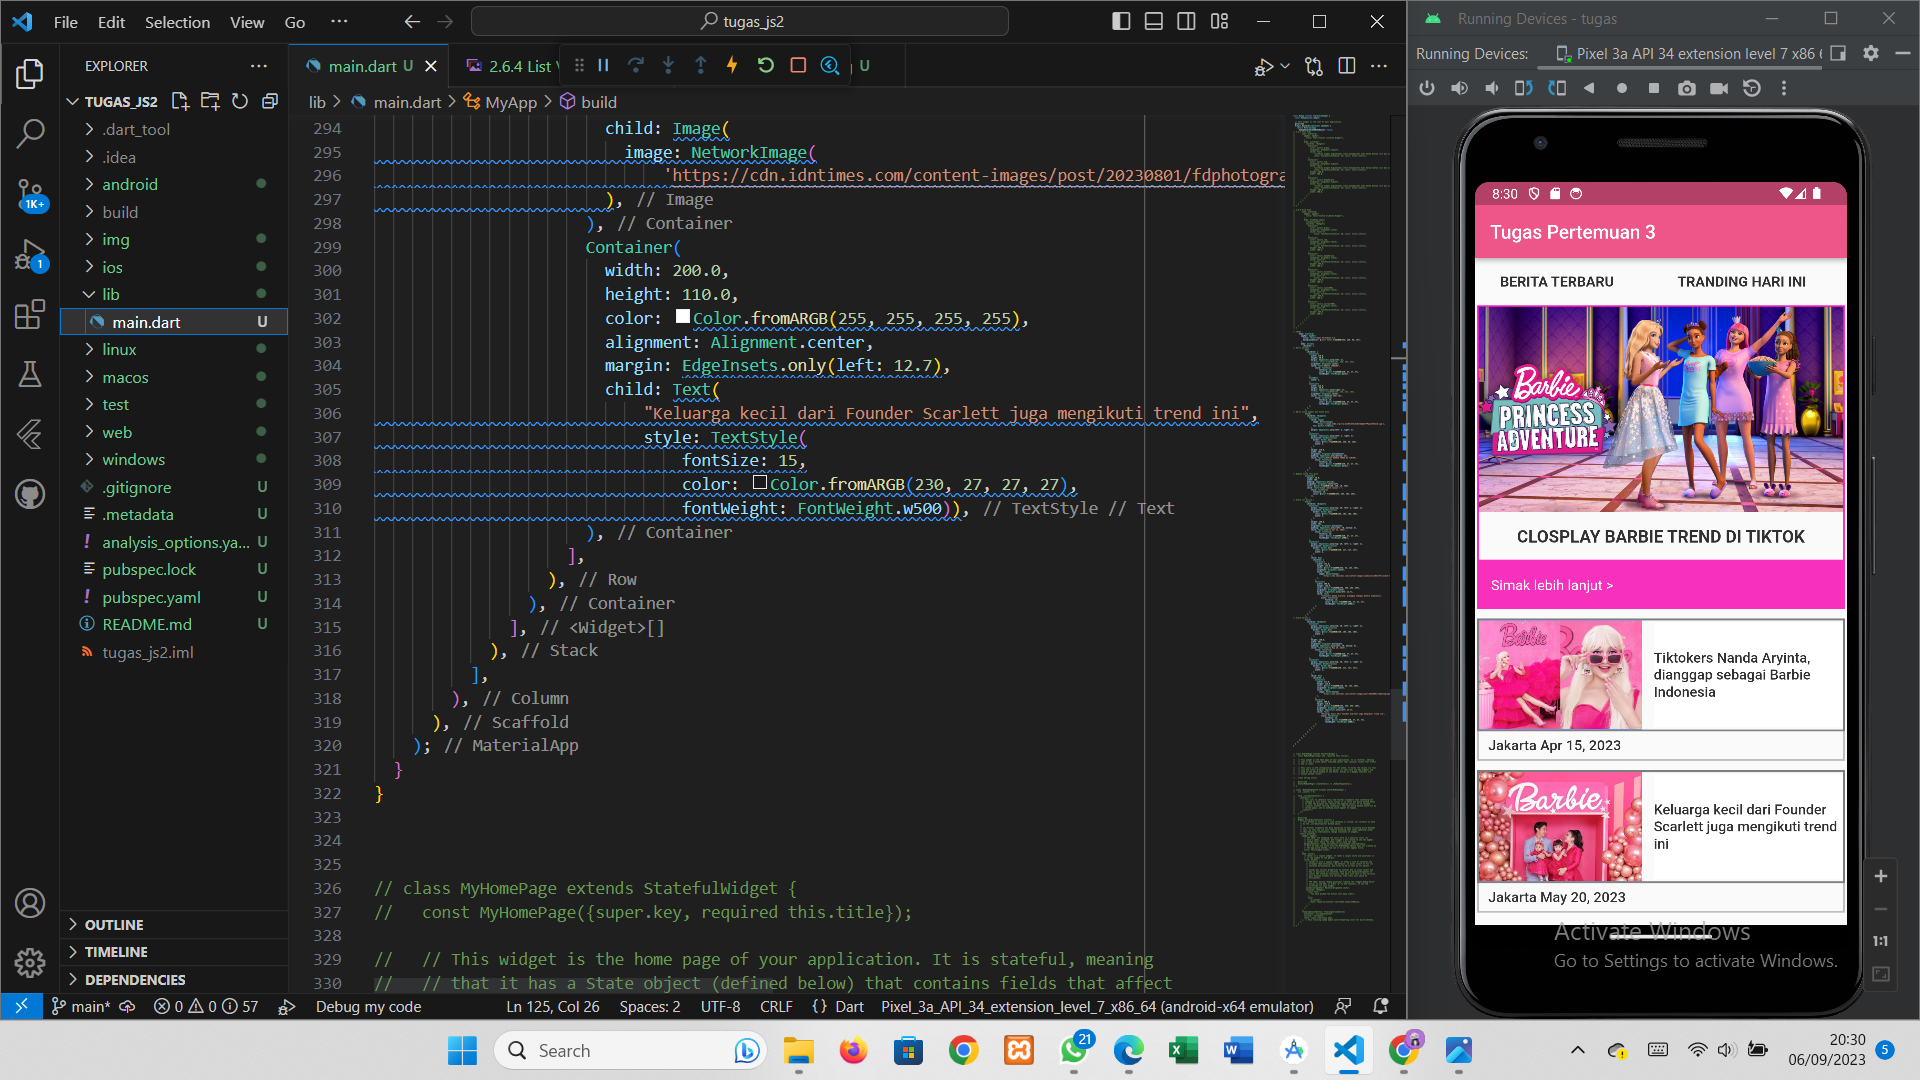 File Edit Selection View Go ··· tugas_js2
Running Devices - tugas
EXPLORER
main.dart U
2.6.4 List
U
Running Devices: Pixel 3a API 34 extension level 7 x86
TUGAS_JS2
lib > main.dart > MyApp > build
.dart_tool
.idea
android
build
img
ios
lib
main.dart U
linux
macos
test
web
windows
.gitignore U
.metadata U
analysis_options.ya... U
pubspec.lock U
pubspec.yaml U
README.md U
tugas_js2.iml
1K+
1
OUTLINE
TIMELINE
DEPENDENCIES
294 child: Image(
295 image: NetworkImage(
296 'https://cdn.idntimes.com/content-images/post/20230801/fdphotogra
297 ), // Image
298 ), // Container
299 Container(
300 width: 200.0,
301 height: 110.0,
302 color: Color.fromARGB(255, 255, 255, 255),
303 alignment: Alignment.center,
304 margin: EdgeInsets.only(left: 12.7),
305 child: Text(
306 "Keluarga kecil dari Founder Scarlett juga mengikuti trend ini",
307 style: TextStyle(
308 fontSize: 15,
309 color: Color.fromARGB(230, 27, 27, 27),
310 fontWeight: FontWeight.w500)), // TextStyle // Text
311 ), // Container
312 ],
313 ), // Row
314 ), // Container
315 ], // <Widget>[]
316 ), // Stack
317 ],
318 ), // Column
319 ), // Scaffold
320 ); // MaterialApp
321 }
322 }
323
324
325
326 // class MyHomePage extends StatefulWidget {
327 //   const MyHomePage({super.key, required this.title});
328
329 //   // This widget is the home page of your application. It is stateful, meaning
330 //   // that it has a State object (defined below) that contains fields that affect
8:30
Tugas Pertemuan 3
BERITA TERBARU TRANDING HARI INI
Barbie
PRINCESS
ADVENTURE
CLOSPLAY BARBIE TREND DI TIKTOK
Simak lebih lanjut >
Barbie
Tiktokers Nanda Aryinta,
dianggap sebagai Barbie
Indonesia
Jakarta Apr 15, 2023
Barbie
Keluarga kecil dari Founder
Scarlett juga mengikuti trend
ini
Jakarta May 20, 2023
Activate Windows
Go to Settings to activate Windows.
1:1
main* 0 0 57 Debug my code Ln 125, Col 26 Spaces: 2 UTF-8 CRLF {} Dart Pixel_3a_API_34_extension_level_7_x86_64 (android-x64 emulator)
Search
21
20:30
06/09/2023
5